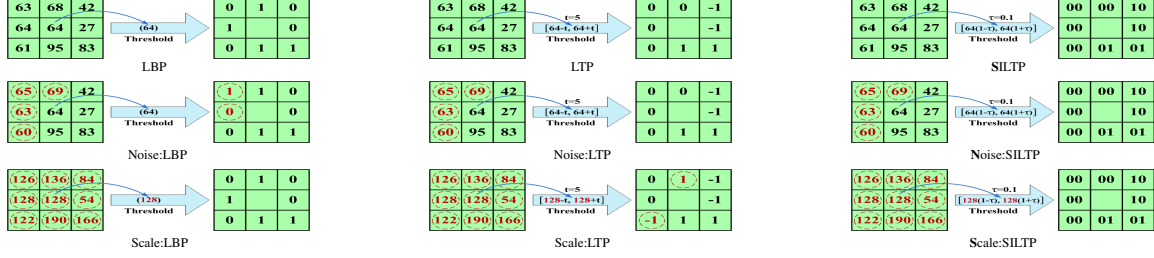 63 68 42 0 1 0
64 64 27 (64) 1 0
Threshold
61 95 83 0 1 1
LBP
63 68 42 t=5 0 0 -1
64 64 27 [64-t, 64+t] 0 -1
Threshold
61 95 83 0 1 1
LTP
63 68 42 τ=0.1 00 00 10
64 64 27 [64(1-τ), 64(1+τ)] 00 10
Threshold
61 95 83 00 01 01
SILTP
65 69 42 1 1 0
63 64 27 (64) 0 0
Threshold
60 95 83 0 1 1
Noise:LBP
65 69 42 t=5 0 0 -1
63 64 27 [64-t, 64+t] 0 -1
Threshold
60 95 83 0 1 1
Noise:LTP
65 69 42 τ=0.1 00 00 10
63 64 27 [64(1-τ), 64(1+τ)] 00 10
Threshold
60 95 83 00 01 01
Noise:SILTP
126 136 84 0 1 0
128 128 54 (128) 1 0
Threshold
122 190 166 0 1 1
Scale:LBP
126 136 84 t=5 0 1 -1
128 128 54 [128-t, 128+t] 0 -1
Threshold
122 190 166 -1 1 1
Scale:LTP
126 136 84 τ=0.1 00 00 10
128 128 54 [128(1-τ), 128(1+τ)] 00 10
Threshold
122 190 166 00 01 01
Scale:SILTP